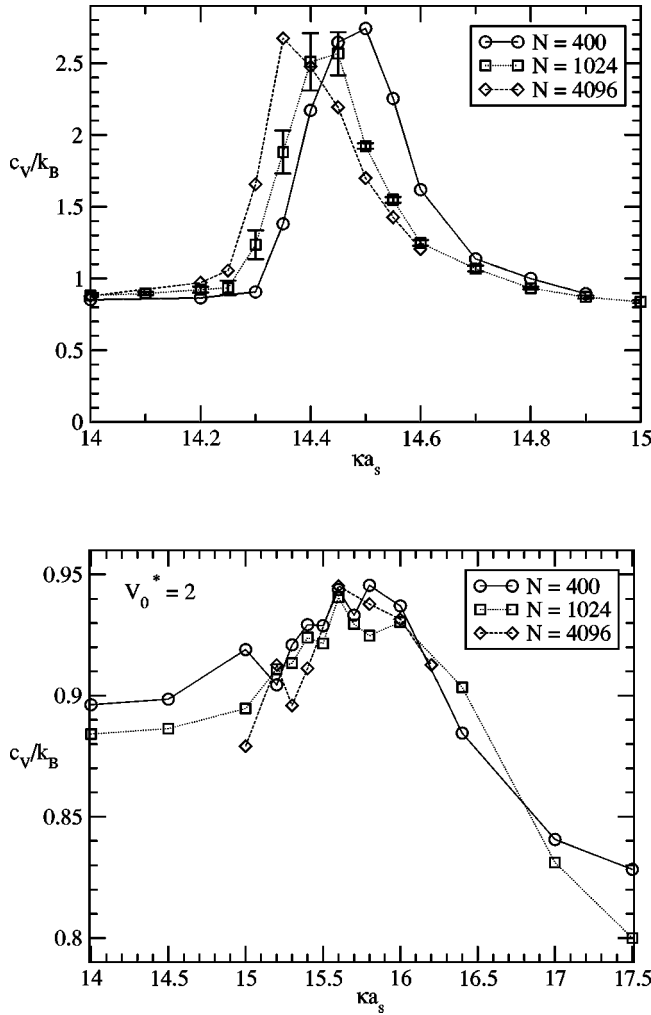 2.5
2
1.5
1
0.5
0
c_V/k_B
N = 400
N = 1024
N = 4096
14 14.2 14.4 14.6 14.8 15
κa_s
0.95
0.9
0.85
0.8
c_V/k_B
V_0^* = 2
N = 400
N = 1024
N = 4096
14 14.5 15 15.5 16 16.5 17 17.5
κa_s